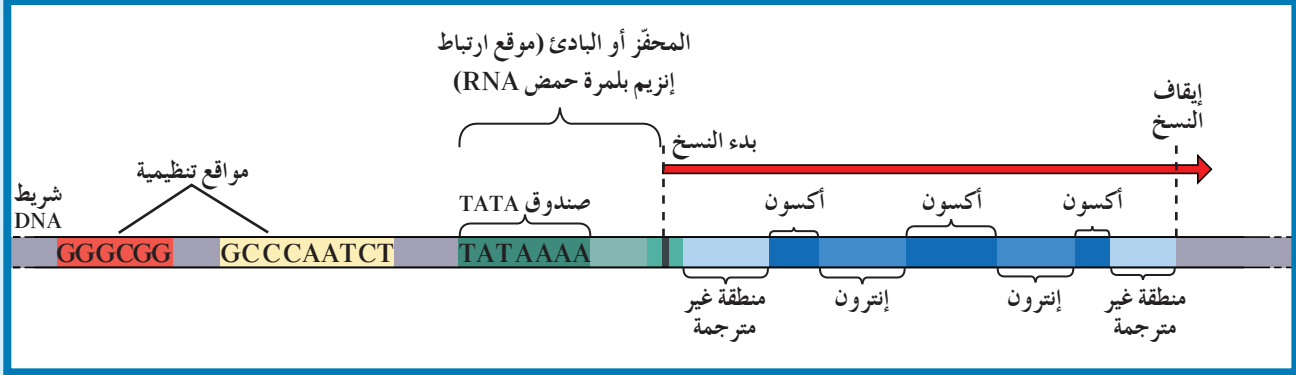 المحفّز أو البادئ (موقع ارتباط
إنزيم بلمرة حمض RNA)
إيقاف
النسخ
بدء النسخ
مواقع تنظيمية
شريط
DNA
صندوق TATA
أكسون
أكسون
أكسون
GGGCGG
GCCCAATCT
TATAAAA
منطقة غير
مترجمة
إنترون
إنترون
منطقة غير
مترجمة